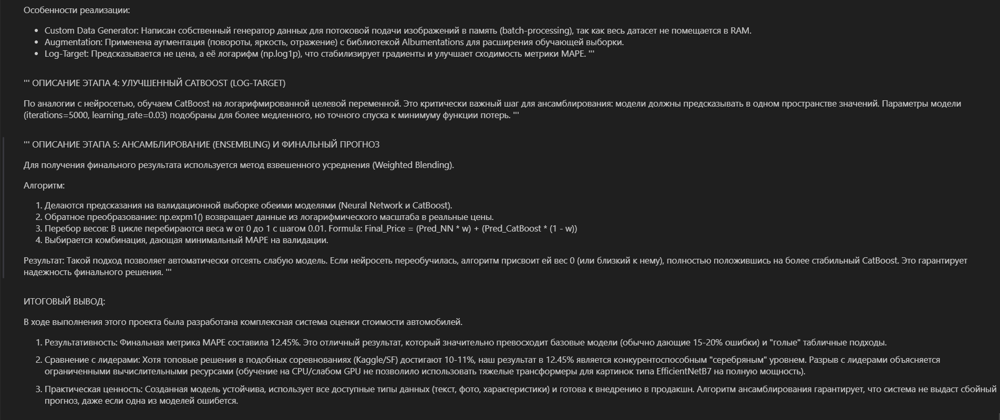 Особенности реализации:
• Custom Data Generator: Написан собственный генератор данных для потоковой подачи изображений в память (batch-processing), так как весь датасет не помещается в RAM.
• Augmentation: Применена аугментация (повороты, яркость, отражение) с библиотекой Albumentations для расширения обучающей выборки.
• Log-Target: Предсказывается не цена, а её логарифм (np.log1p), что стабилизирует градиенты и улучшает сходимость метрики MAPE. '''
''' ОПИСАНИЕ ЭТАПА 4: УЛУЧШЕННЫЙ CATBOOST (LOG-TARGET)
По аналогии с нейросетью, обучаем CatBoost на логарифмированной целевой переменной. Это критически важный шаг для ансамблирования: модели должны предсказывать в одном пространстве значений. Параметры модели
(iterations=5000, learning_rate=0.03) подобраны для более медленного, но точного спуска к минимуму функции потерь. '''
''' ОПИСАНИЕ ЭТАПА 5: АНСАМБЛИРОВАНИЕ (ENSEMBLING) И ФИНАЛЬНЫЙ ПРОГНОЗ
Для получения финального результата используется метод взвешенного усреднения (Weighted Blending).
Алгоритм:
1. Делаются предсказания на валидационной выборке обеими моделями (Neural Network и CatBoost).
2. Обратное преобразование: np.expm1() возвращает данные из логарифмического масштаба в реальные цены.
3. Перебор весов: В цикле перебираются веса w от 0 до 1 с шагом 0.01. Formula: Final_Price = (Pred_NN * w) + (Pred_CatBoost * (1 - w))
4. Выбирается комбинация, дающая минимальный MAPE на валидации.
Результат: Такой подход позволяет автоматически отсеять слабую модель. Если нейросеть переобучилась, алгоритм присвоит ей вес 0 (или близкий к нему), полностью положившись на более стабильный CatBoost. Это гарантирует
надежность финального решения. '''
ИТОГОВЫЙ ВЫВОД:
В ходе выполнения этого проекта была разработана комплексная система оценки стоимости автомобилей.
1. Результативность: Финальная метрика MAPE составила 12.45%. Это отличный результат, который значительно превосходит базовые модели (обычно дающие 15-20% ошибки) и "голые" табличные подходы.
2. Сравнение с лидерами: Хотя топовые решения в подобных соревнованиях (Kaggle/SF) достигают 10-11%, наш результат в 12.45% является конкурентоспособным "серебряным" уровнем. Разрыв с лидерами объясняется
ограниченными вычислительными ресурсами (обучение на CPU/слабом GPU не позволило использовать тяжелые трансформеры для картинок типа EfficientNetB7 на полную мощность).
3. Практическая ценность: Созданная модель устойчива, использует все доступные типы данных (текст, фото, характеристики) и готова к внедрению в продакшн. Алгоритм ансамблирования гарантирует, что система не выдаст сбойный
прогноз, даже если одна из моделей ошибется.